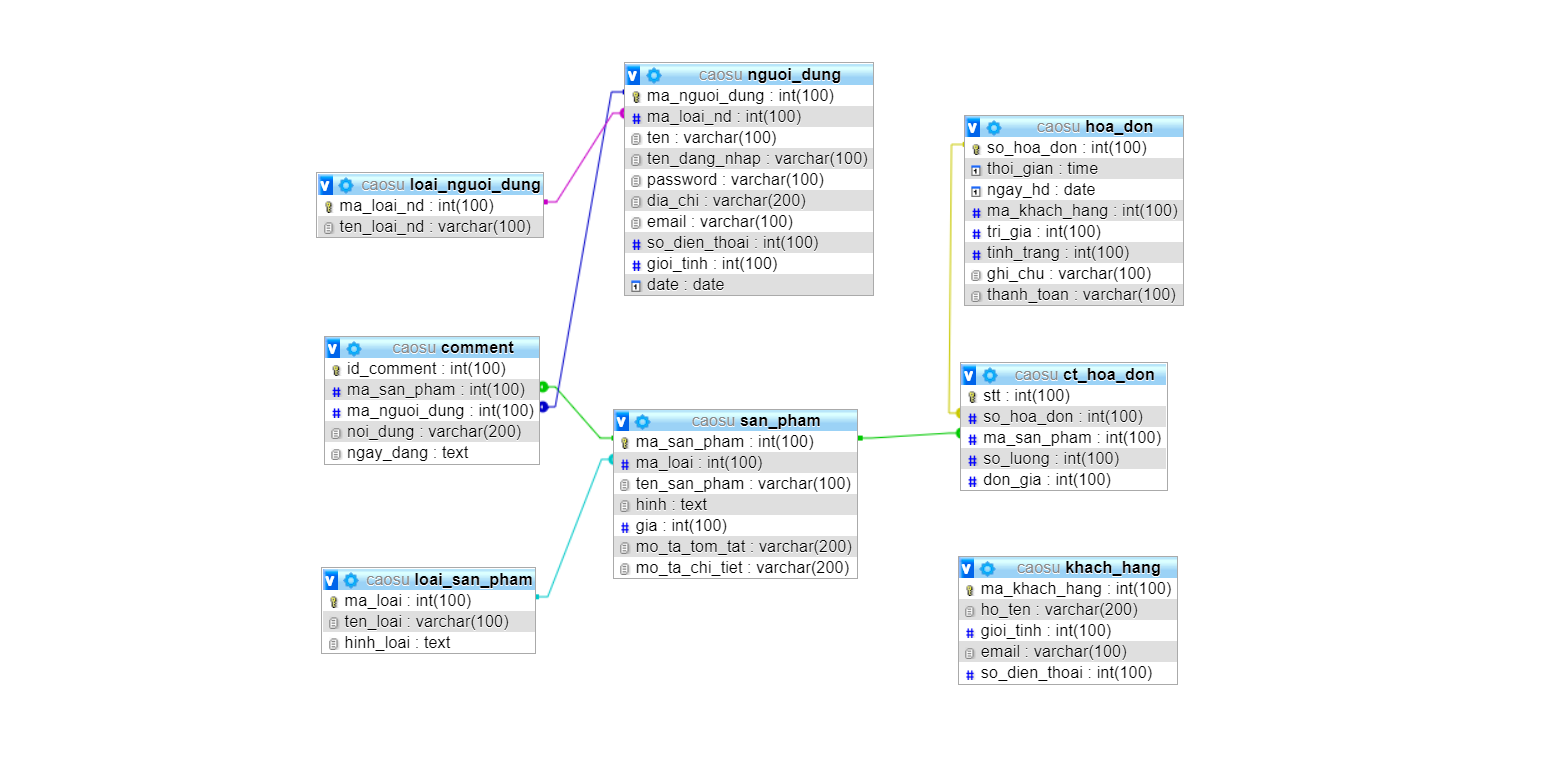 caosu nguoi_dung
ma_nguoi_dung : int(100)
ma_loai_nd : int(100)
ten : varchar(100)
ten_dang_nhap : varchar(100)
password : varchar(100)
dia_chi : varchar(200)
email : varchar(100)
so_dien_thoai : int(100)
gioi_tinh : int(100)
date : date
caosu hoa_don
so_hoa_don : int(100)
thoi_gian : time
ngay_hd : date
ma_khach_hang : int(100)
tri_gia : int(100)
tinh_trang : int(100)
ghi_chu : varchar(100)
thanh_toan : varchar(100)
caosu loai_nguoi_dung
ma_loai_nd : int(100)
ten_loai_nd : varchar(100)
caosu comment
id_comment : int(100)
ma_san_pham : int(100)
ma_nguoi_dung : int(100)
noi_dung : varchar(200)
ngay_dang : text
caosu san_pham
ma_san_pham : int(100)
ma_loai : int(100)
ten_san_pham : varchar(100)
hinh : text
gia : int(100)
mo_ta_tom_tat : varchar(200)
mo_ta_chi_tiet : varchar(200)
caosu ct_hoa_don
stt : int(100)
so_hoa_don : int(100)
ma_san_pham : int(100)
so_luong : int(100)
don_gia : int(100)
caosu loai_san_pham
ma_loai : int(100)
ten_loai : varchar(100)
hinh_loai : text
caosu khach_hang
ma_khach_hang : int(100)
ho_ten : varchar(200)
gioi_tinh : int(100)
email : varchar(100)
so_dien_thoai : int(100)